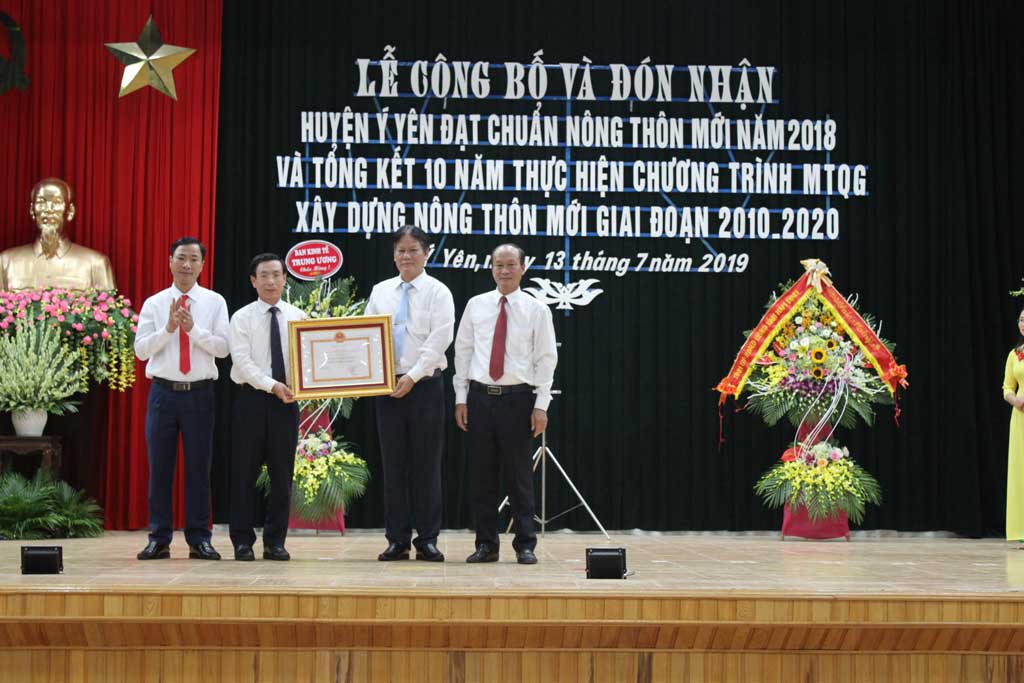 LỄ CÔNG BỐ VÀ ĐÓN NHẬN
HUYỆN Ý YÊN ĐẠT CHUẨN NÔNG THÔN MỚI NĂM 2018
VÀ TỔNG KẾT 10 NĂM THỰC HIỆN CHƯƠNG TRÌNH MTQG
XÂY DỰNG NÔNG THÔN MỚI GIAI ĐOẠN 2010.2020
Yên, 13 tháng 7 năm 2019
BAN KINH TẾ
TRUNG ƯƠNG